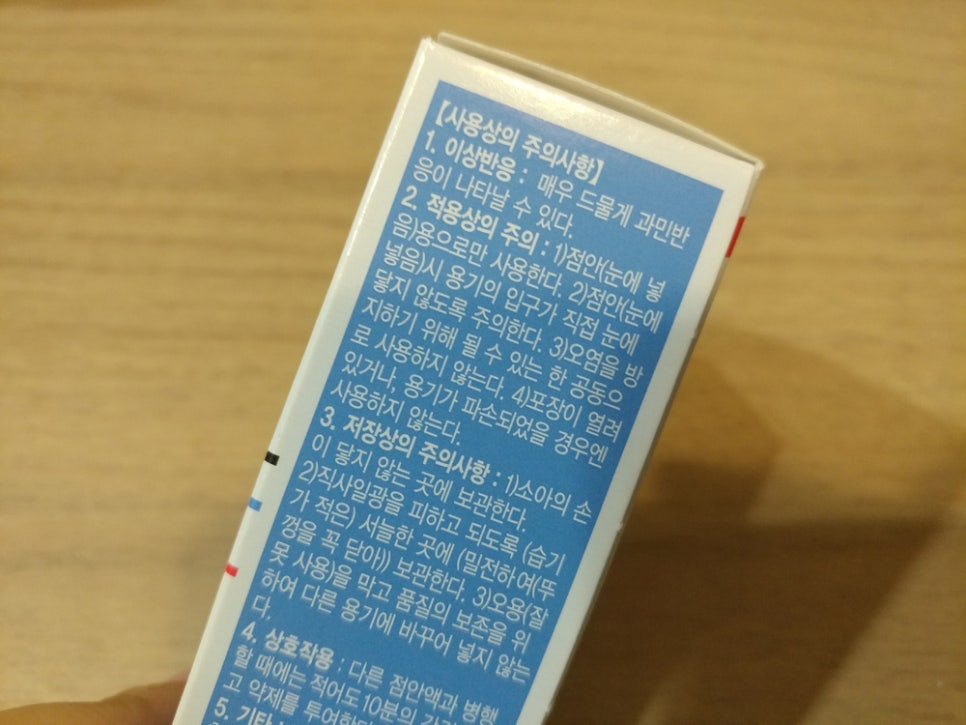 【사용상의 주의사항】
1. 이상반응 : 매우 드물게 과민반
응이 나타날 수 있다.
2. 적용상의 주의 : 1)점안(눈에 넣
음)용으로만 사용한다. 2)점안(눈에
넣음)시 용기의 입구가 직접 눈에
닿지 않도록 주의한다. 3)오염을 방
지하기 위해 될 수 있는 한 공동으
로 사용하지 않는다. 4)포장이 열려
있거나, 용기가 파손되었을 경우엔
사용하지 않는다.
3. 저장상의 주의사항 : 1)소아의 손
이 닿지 않는 곳에 보관한다.
2)직사일광을 피하고 되도록 (습기
가 적은) 서늘한 곳에 (밀전하여(뚜
껑을 꼭 닫아)) 보관한다. 3)오용(잘
못 사용)을 막고 품질의 보존을 위
하여 다른 용기에 바꾸어 넣지 않는
다.
4. 상호작용 : 다른 점안액과 병행
할 때에는 적어도 10분의 간격
고 약제를 투여한다
5. 기타